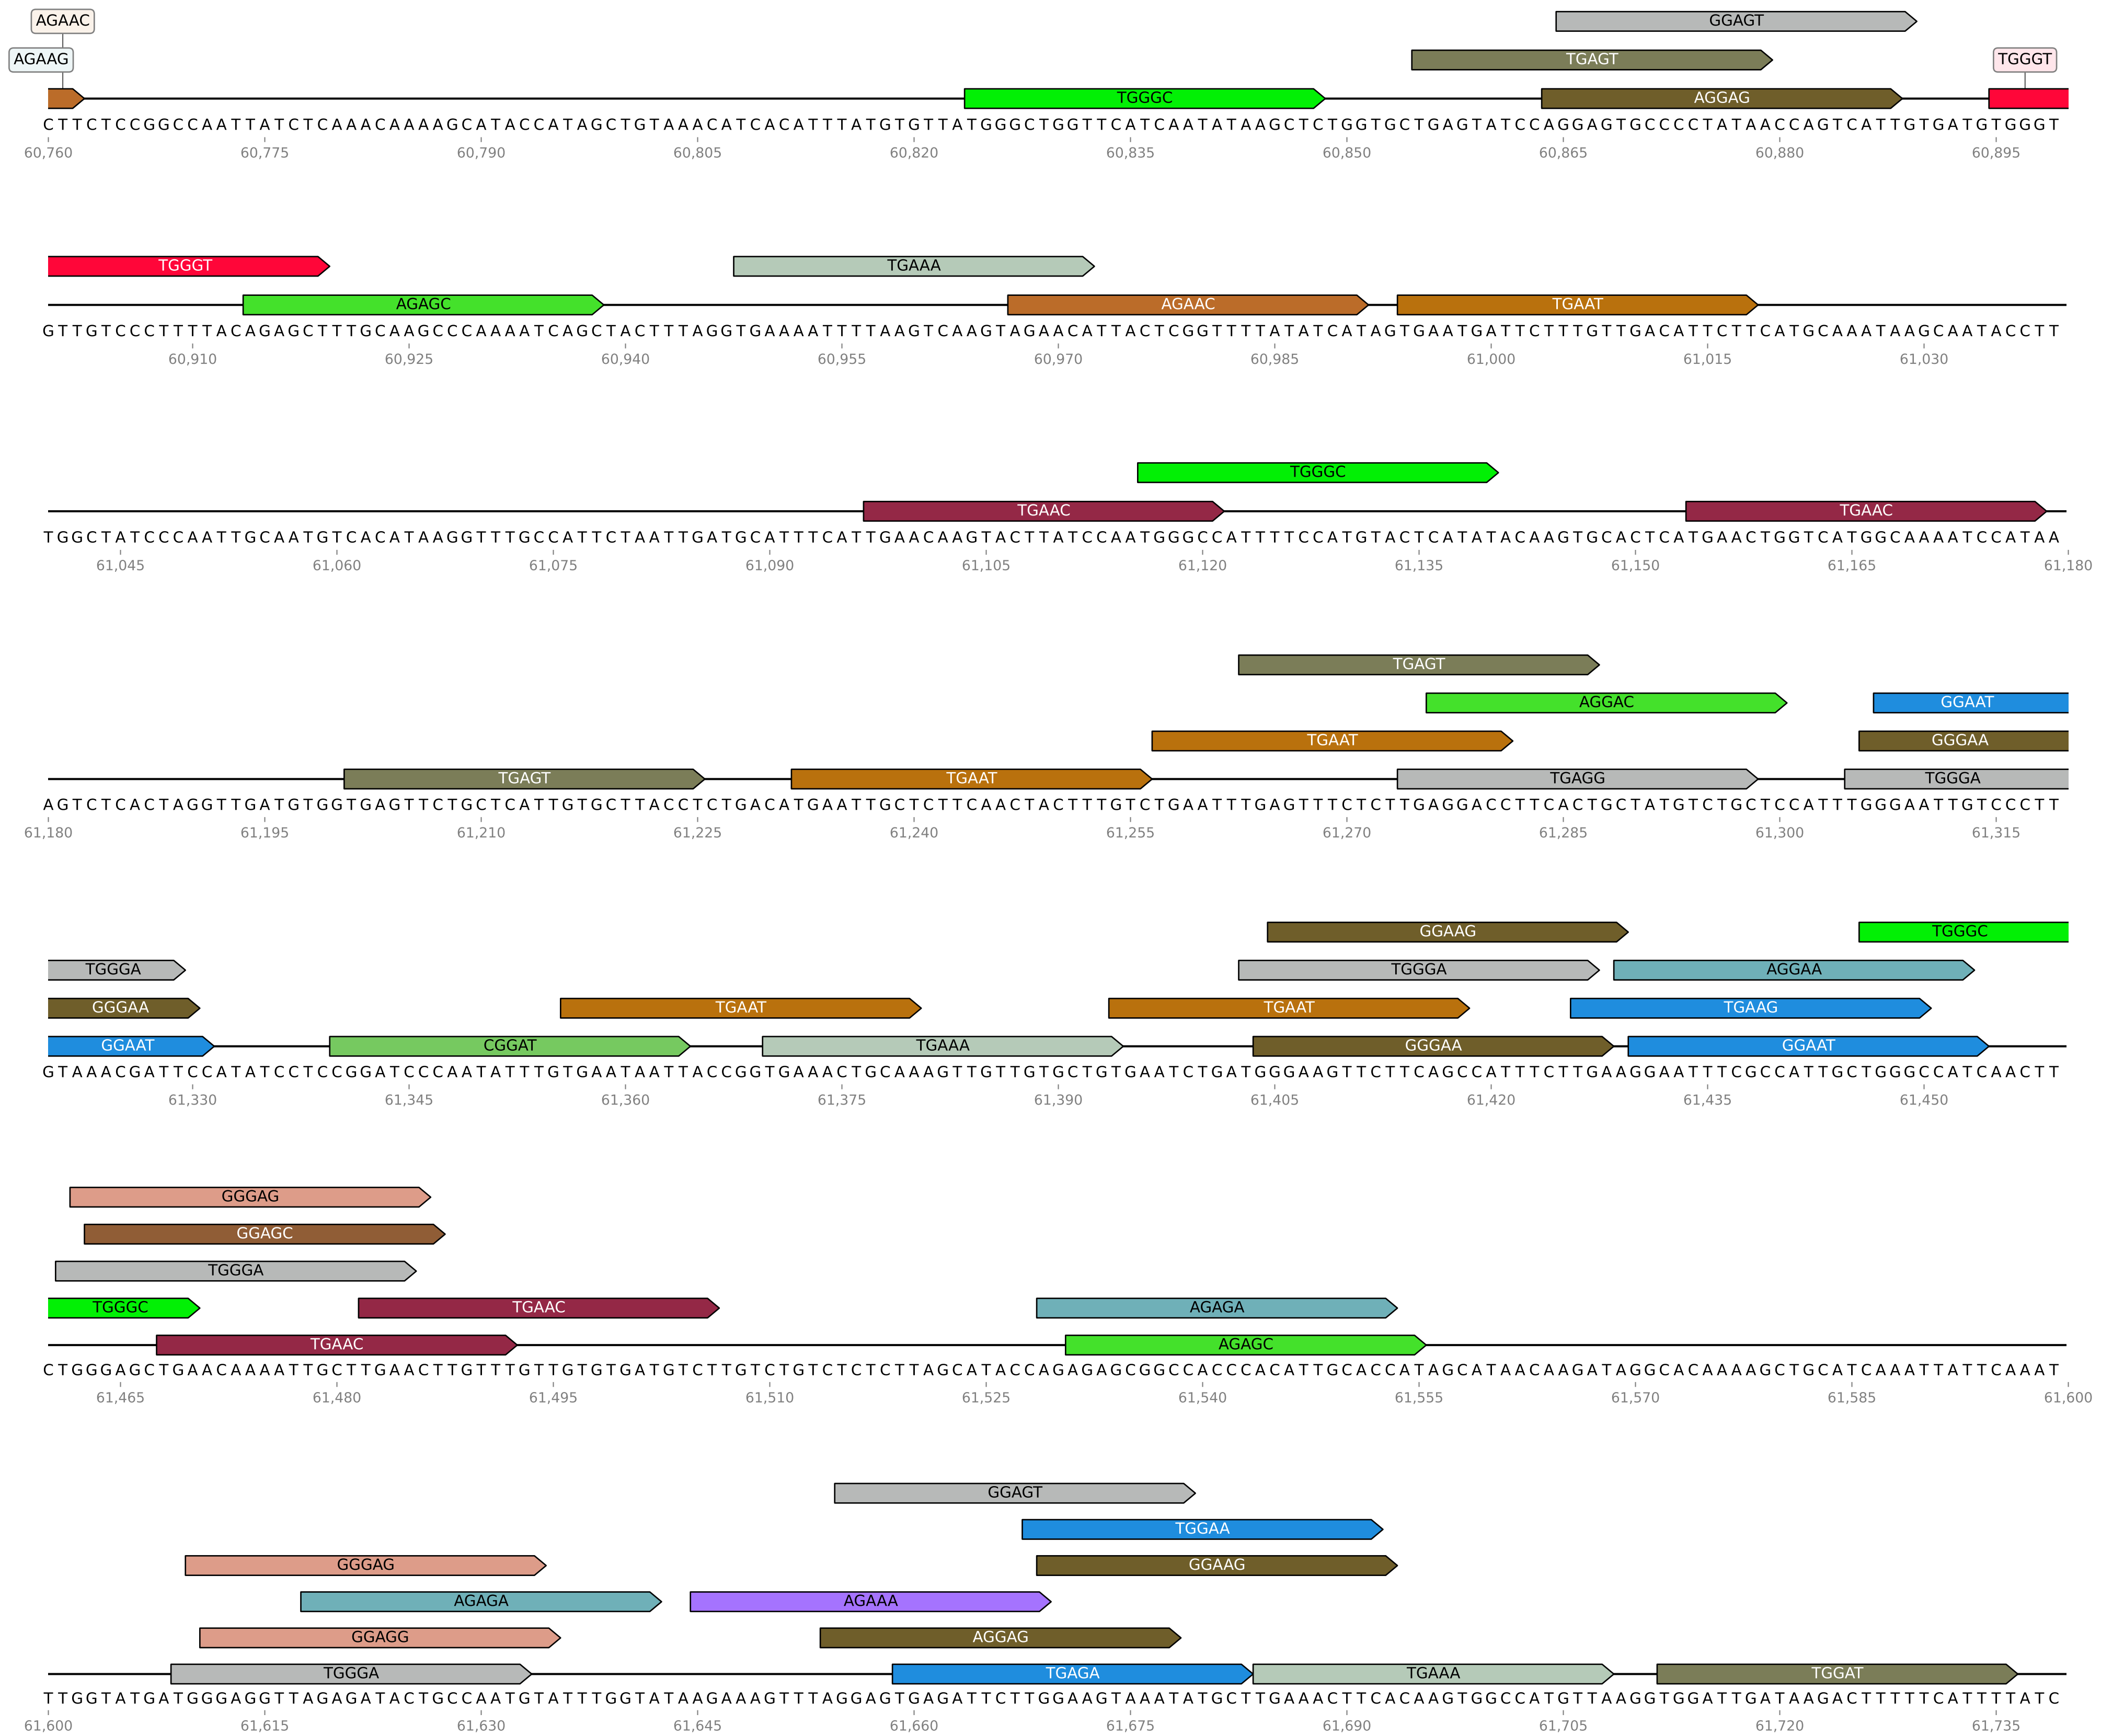 AGAAC GGAGT
AGAAG TGAGT TGGGT
TGGGC AGGAG
CTTCTCCGGCCAATTATCTCAAACAAAAGCATACCATAGCTGTAAACATCACATTTATGTGTTATGGGCTGGTTCATCAATATAAGCTCTGGTGCTGAGTATCCAGGAGTGCCCCTATAACCAGTCATTGTGATGTGGGT
60,760 60,775 60,790 60,805 60,820 60,835 60,850 60,865 60,880 60,895
TGGGT TGAAA
AGAGC AGAAC TGAAT
GTTGTCCCTTTTACAGAGCTTTGCAAGCCCAAAATCAGCTACTTTAGGTGAAAATTTTAAGTCAAGTAGAACATTACTCGGTTTTATATCATAGTGAATGATTCTTTGTTGACATTCTTCATGCAAATAAGCAATACCTT
60,910 60,925 60,940 60,955 60,970 60,985 61,000 61,015 61,030
TGGGC
TGAAC TGAAC
TGGCTATCCCAATTGCAATGTCACATAAGGTTTGCCATTCTAATTGATGCATTTCATTGAACAAGTACTTATCCAATGGGCCATTTTCCATGTACTCATATACAAGTGCACTCATGAACTGGTCATGGCAAAATCCATAA
61,045 61,060 61,075 61,090 61,105 61,120 61,135 61,150 61,165 61,180
TGAGT
AGGAC GGAAT
TGAAT GGGAA
TGAGT TGAAT TGAGG TGGGA
AGTCTCACTAGGTTGATGTGGTGAGTTCTGCTCATTGTGCTTACCTCTGACATGAATTGCTCTTCAACTACTTTGTCTGAATTTGAGTTTCTCTTGAGGACCTTCACTGCTATGTCTGCTCCATTTGGGAATTGTCCCTT
61,180 61,195 61,210 61,225 61,240 61,255 61,270 61,285 61,300 61,315
GGAAG TGGGC
TGGGA TGGGA AGGAA
GGGAA TGAAT TGAAT TGAAG
GGAAT CGGAT TGAAA GGGAA GGAAT
GTAAACGATTCCATATCCTCCGGATCCCAATATTTGTGAATAATTACCGGTGAAACTGCAAAGTTGTTGTGCTGTGAATCTGATGGGAAGTTCTTCAGCCATTTCTTGAAGGAATTTCGCCATTGCTGGGCCATCAACTT
61,330 61,345 61,360 61,375 61,390 61,405 61,420 61,435 61,450
GGGAG
GGAGC
TGGGA
TGGGC TGAAC AGAGA
TGAAC AGAGC
CTGGGAGCTGAACAAAATTGCTTGAACTTGTTTGTTGTGTGATGTCTTGTCTGTCTCTCTTAGCATACCAGAGAGCGGCCACCCACATTGCACCATAGCATAACAAGATAGGCACAAAAGCTGCATCAAATTATTCAAAT
61,465 61,480 61,495 61,510 61,525 61,540 61,555 61,570 61,585 61,600
GGAGT
TGGAA
GGGAG GGAAG
AGAGA AGAAA
GGAGG AGGAG
TGGGA TGAGA TGAAA TGGAT
TTGGTATGATGGGAGGTTAGAGATACTGCCAATGTATTTGGTATAAGAAAGTTTAGGAGTGAGATTCTTGGAAGTAAATATGCTTGAAACTTCACAAGTGGCCATGTTAAGGTGGATTGATAAGACTTTTTCATTTTATC
61,600 61,615 61,630 61,645 61,660 61,675 61,690 61,705 61,720 61,735